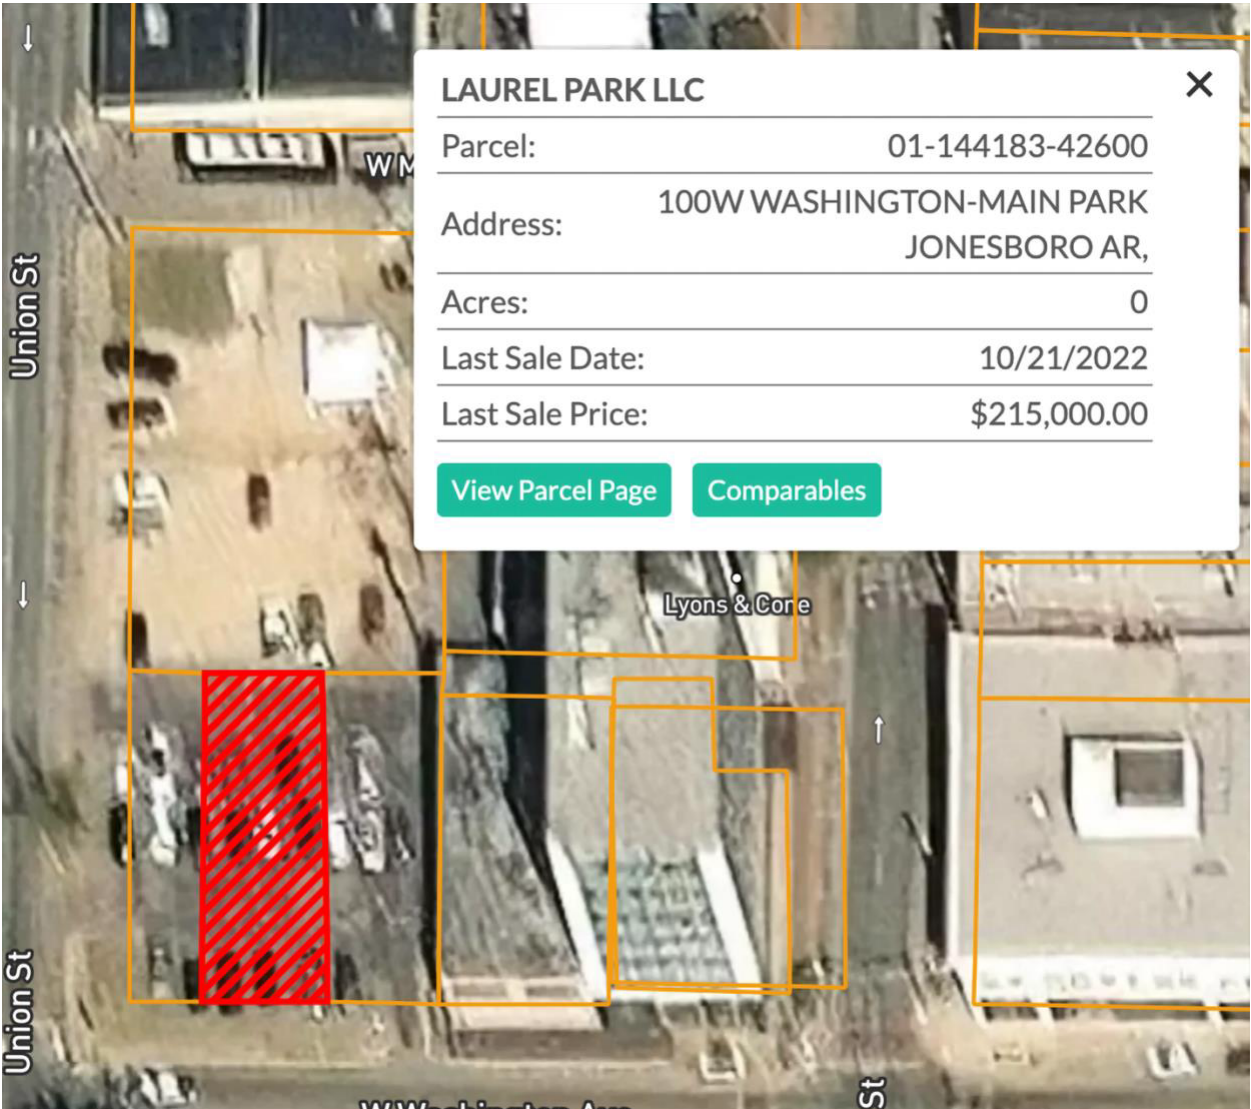 LAUREL PARK LLC
Parcel: 01-144183-42600
Address: 100W WASHINGTON-MAIN PARK
JONESBORO AR,
Acres: 0
Last Sale Date: 10/21/2022
Last Sale Price: $215,000.00
View Parcel Page Comparables
W M
Union St
Lyons & Cone
Union St
St
W Washington Ave